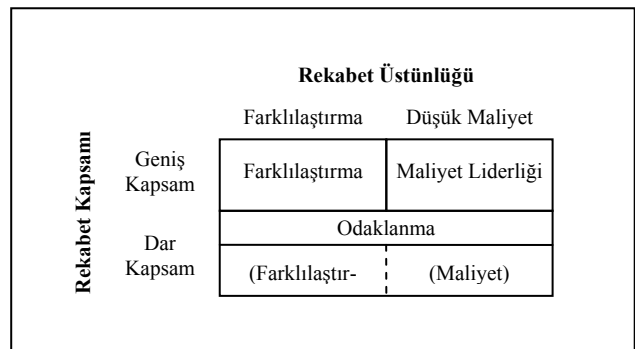 Rekabet Üstünlüğü
Farklılaştırma Düşük Maliyet
Rekabet Kapsamı
Geniş
Kapsam
Farklılaştırma Maliyet Liderliği
Odaklanma
Dar
Kapsam
(Farklılaştır- (Maliyet)